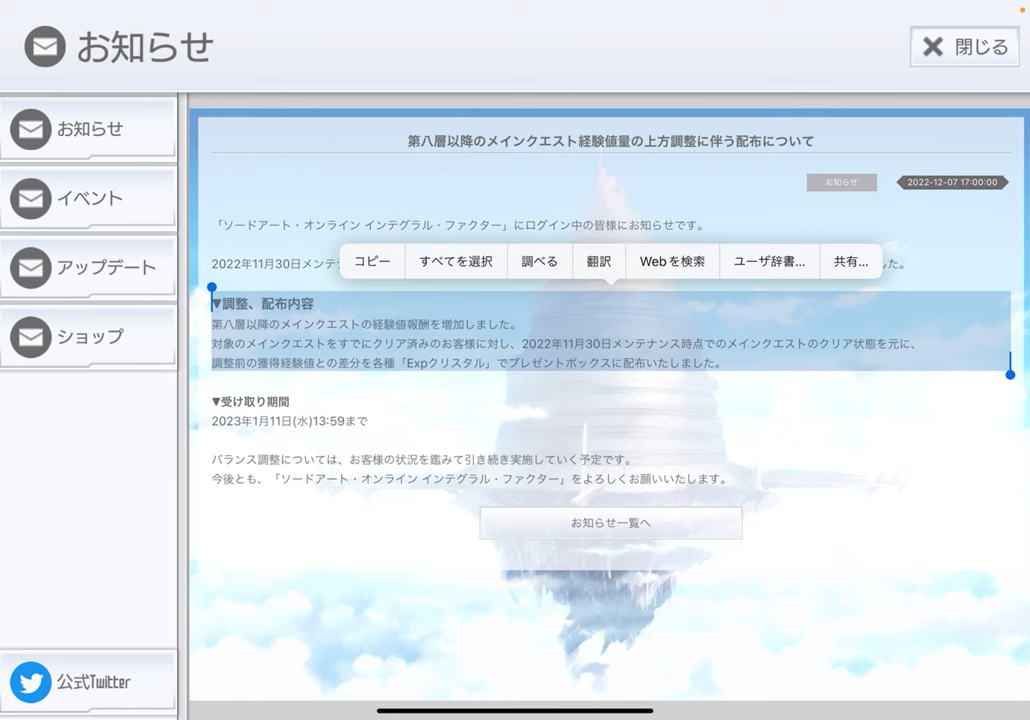 お知らせ
閉じる
お知らせ
イベント
アップデート
ショップ
公式Twitter
第八層以降のメインクエスト経験値量の上方調整に伴う配布について
お知らせ
2022-12-07 17:00:00
「ソードアート・オンライン インテグラル・ファクター」にログイン中の皆様にお知らせです。
コピー
すべてを選択
調べる
翻訳
Webを検索
ユーザ辞書...
共有...
2022年11月30日メンテ
した。
▼調整、配布内容
第八層以降のメインクエストの経験値報酬を増加しました。
対象のメインクエストをすでにクリア済みのお客様に対し、2022年11月30日メンテナンス時点でのメインクエストのクリア状態を元に、
調整前の獲得経験値との差分を各種「Expクリスタル」でプレゼントボックスに配布いたしました。
▼受け取り期間
2023年1月11日(水)13:59まで
バランス調整については、お客様の状況を鑑みて引き続き実施していく予定です。
今後とも、「ソードアート・オンライン インテグラル・ファクター」をよろしくお願いいたします。
お知らせ一覧へ